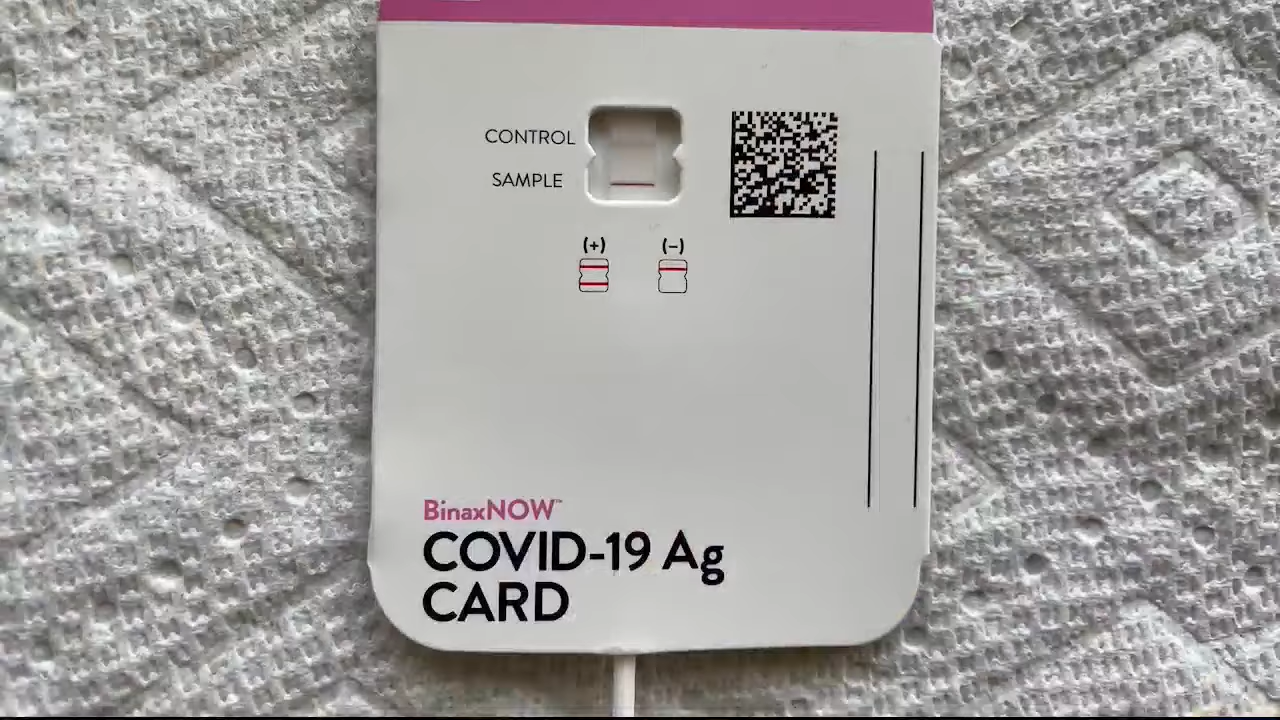 CONTROL
SAMPLE
(+) (−)
BinaxNOW™
COVID-19 Ag
CARD